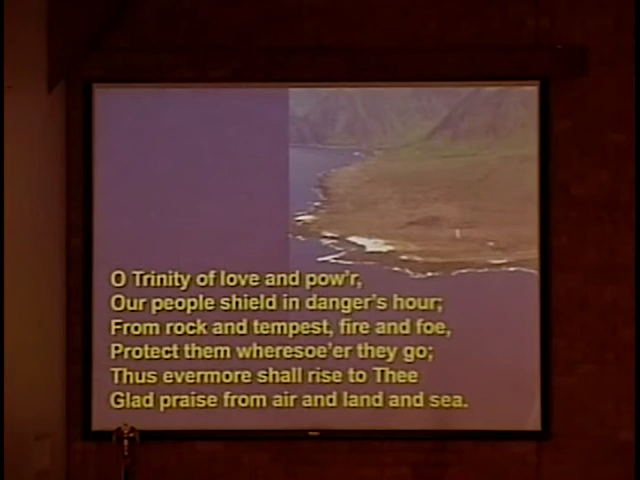 O Trinity of love and pow'r,
Our people shield in danger's hour;
From rock and tempest, fire and foe,
Protect them wheresoe'er they go;
Thus evermore shall rise to Thee
Glad praise from air and land and sea.